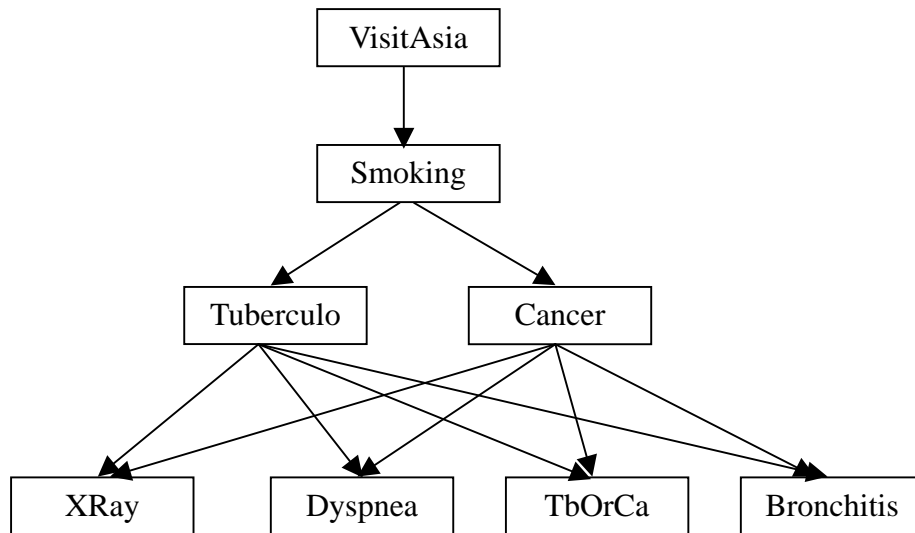 VisitAsia
Smoking
Tuberculo
Cancer
XRay
Dyspnea
TbOrCa
Bronchitis